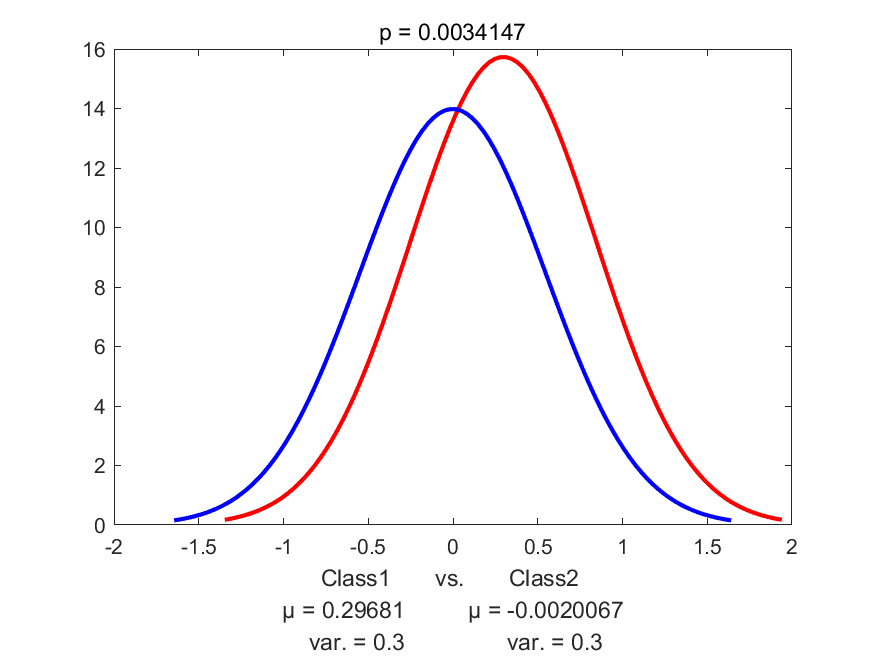 p = 0.0034147
16
14
12
10
8
6
4
2
0
-2 -1.5 -1 -0.5 0 0.5 1 1.5 2
Class1 vs. Class2
μ = 0.29681 μ = -0.0020067
var. = 0.3 var. = 0.3